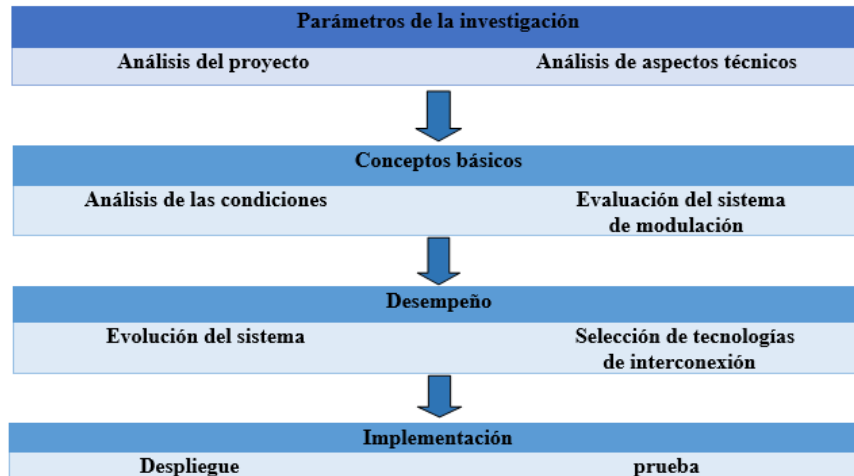 Parámetros de la investigación
Análisis del proyecto
Análisis de aspectos técnicos
Conceptos básicos
Análisis de las condiciones
Evaluación del sistema
de modulación
Desempeño
Evolución del sistema
Selección de tecnologías
de interconexión
Implementación
Despliegue
prueba